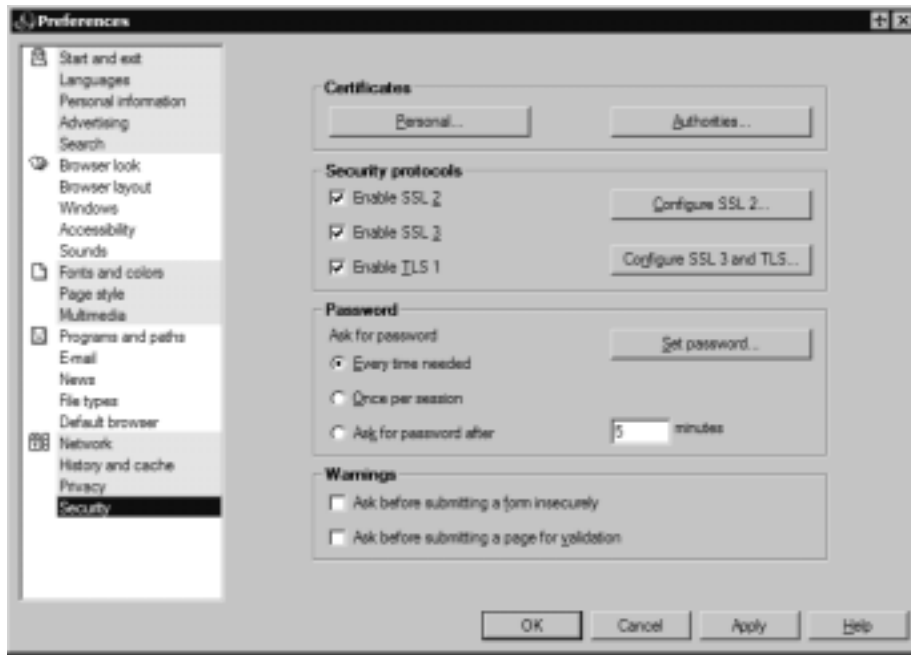 Preferences
Start and exit
Languages
Personal information
Advertising
Search
Browser look
Browser layout
Windows
Accessibility
Sounds
Fonts and colors
Page style
Multimedia
Programs and paths
E-mail
News
File types
Default browser
Network
History and cache
Privacy
Security
Certificates
Personal...
Authorities...
Security protocols
Enable SSL 2
Configure SSL 2...
Enable SSL 3
Enable TLS 1
Configure SSL 3 and TLS...
Password
Ask for password
Set password...
Every time needed
Once per session
Ask for password after
5
minutes
Warnings
Ask before submitting a form insecurely
Ask before submitting a page for validation
OK
Cancel
Apply
Help